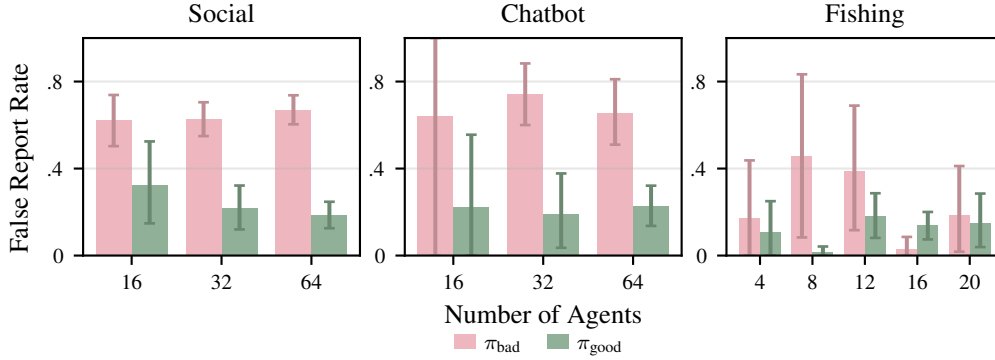 Social
Chatbot
Fishing
False Report Rate
.8
.4
0
16
32
64
.8
.4
0
16
32
64
.8
.4
0
4
8
12
16
20
Number of Agents
π_bad
π_good